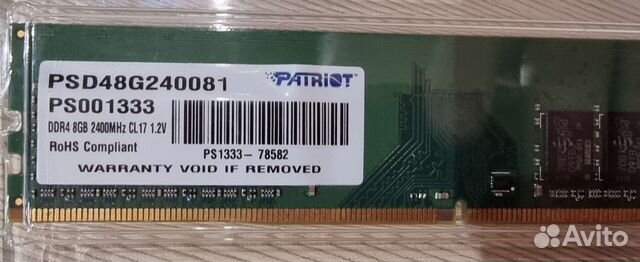 PSD48G240081
PATRIOT
PS001333
DDR4 8GB 2400MHz CL17 1.2V
RoHS Compliant
PS1333- 78582
WARRANTY VOID IF REMOVED
Avito